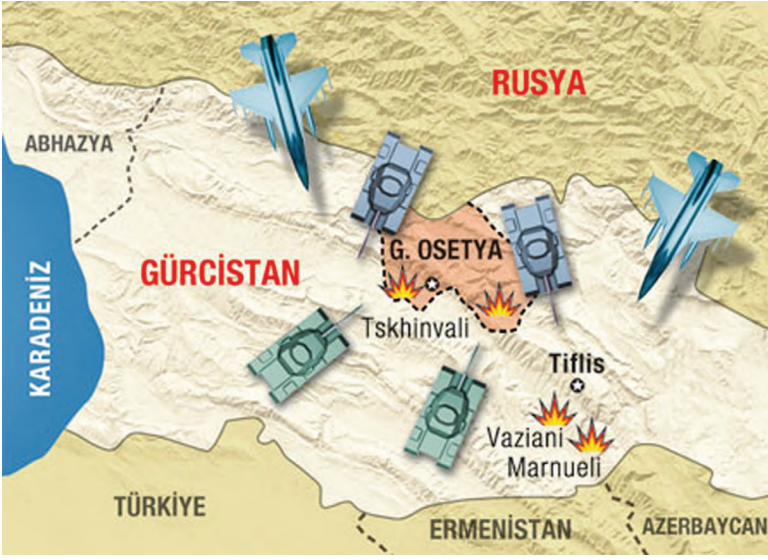 RUSYA
ABHAZYA
G. OSETYA
GÜRCİSTAN
KARADENİZ
Tskhinvali
Tiflis
Vaziani
Marnueli
TÜRKİYE
ERMENİSTAN
AZERBAYCAN